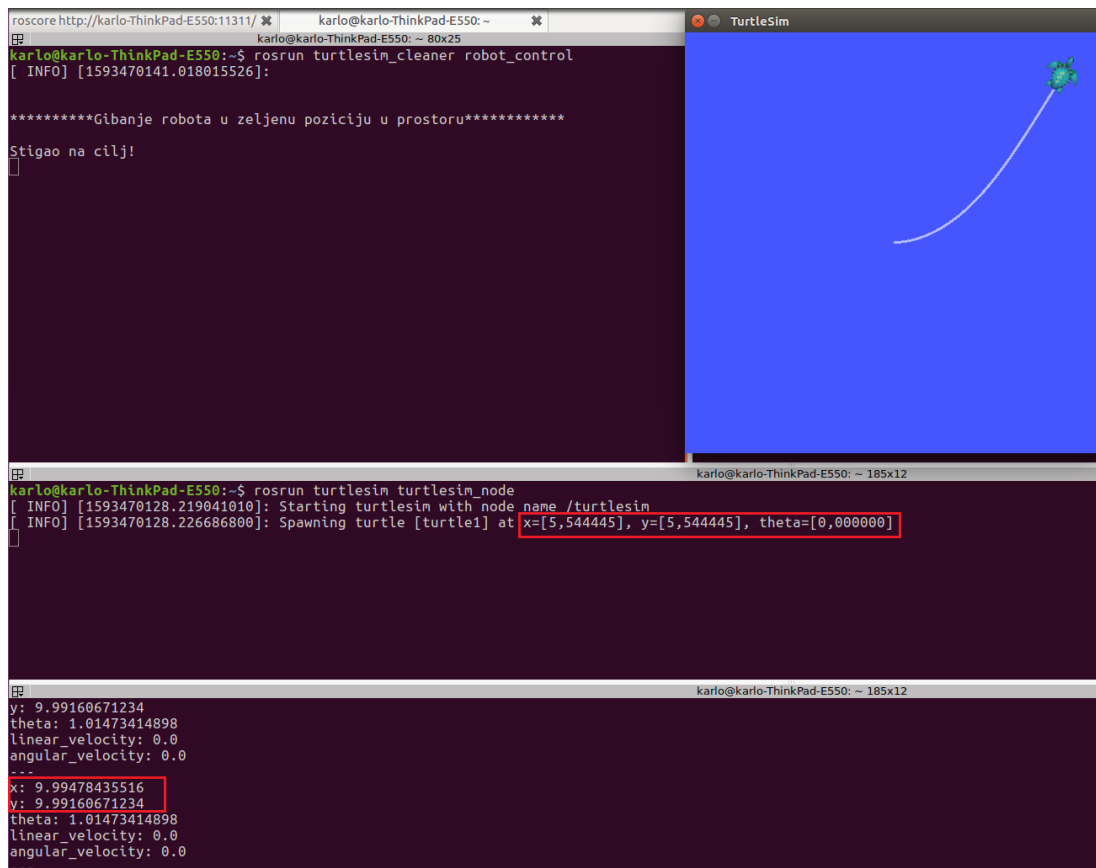 roscore http://karlo-ThinkPad-E550:11311/
karlo@karlo-ThinkPad-E550: ~
TurtleSim
karlo@karlo-ThinkPad-E550: ~ 80x25
karlo@karlo-ThinkPad-E550:~$ rosrun turtlesim_cleaner robot_control
[ INFO] [1593470141.018015526]:
**********Gibanje robota u zeljenu poziciju u prostoru************
Stigao na cilj!
karlo@karlo-ThinkPad-E550: ~ 185x12
karlo@karlo-ThinkPad-E550:~$ rosrun turtlesim turtlesim_node
[ INFO] [1593470128.219041010]: Starting turtlesim with node name /turtlesim
[ INFO] [1593470128.226686800]: Spawning turtle [turtle1] at x=[5,544445], y=[5,544445], theta=[0,000000]
karlo@karlo-ThinkPad-E550: ~ 185x12
y: 9.99160671234
theta: 1.01473414898
linear_velocity: 0.0
angular_velocity: 0.0
---
x: 9.99478435516
y: 9.99160671234
theta: 1.01473414898
linear_velocity: 0.0
angular_velocity: 0.0
---